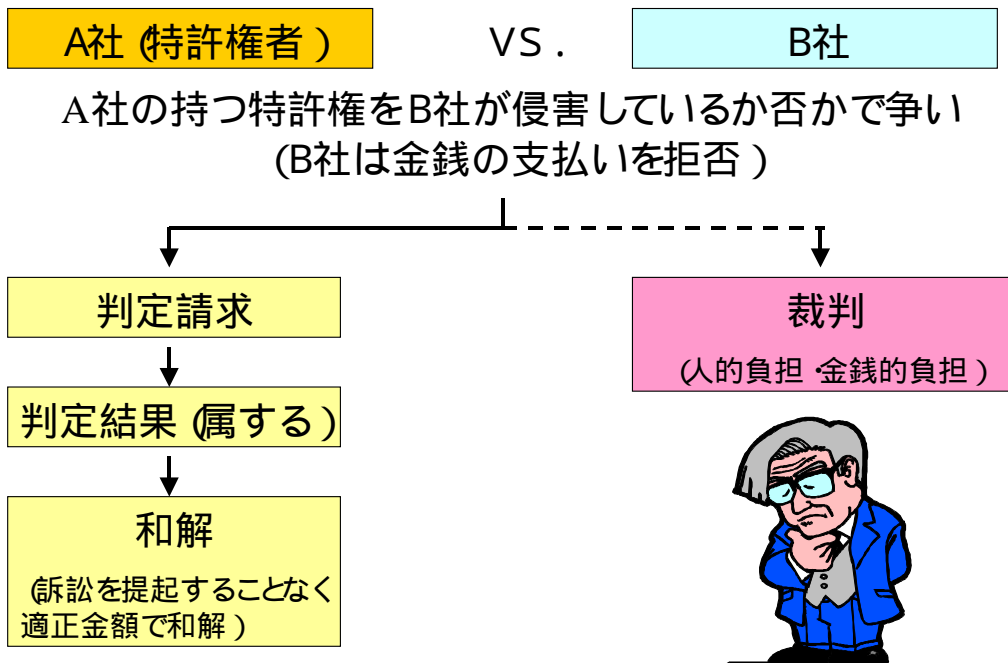 A社(特許権者)
VS.
B社
A社の持つ特許権をB社が侵害しているか否かで争い
(B社は金銭の支払いを拒否)
判定請求
判定結果(属する)
和解
(訴訟を提起することなく
適正金額で和解)
裁判
(人的負担・金銭的負担)